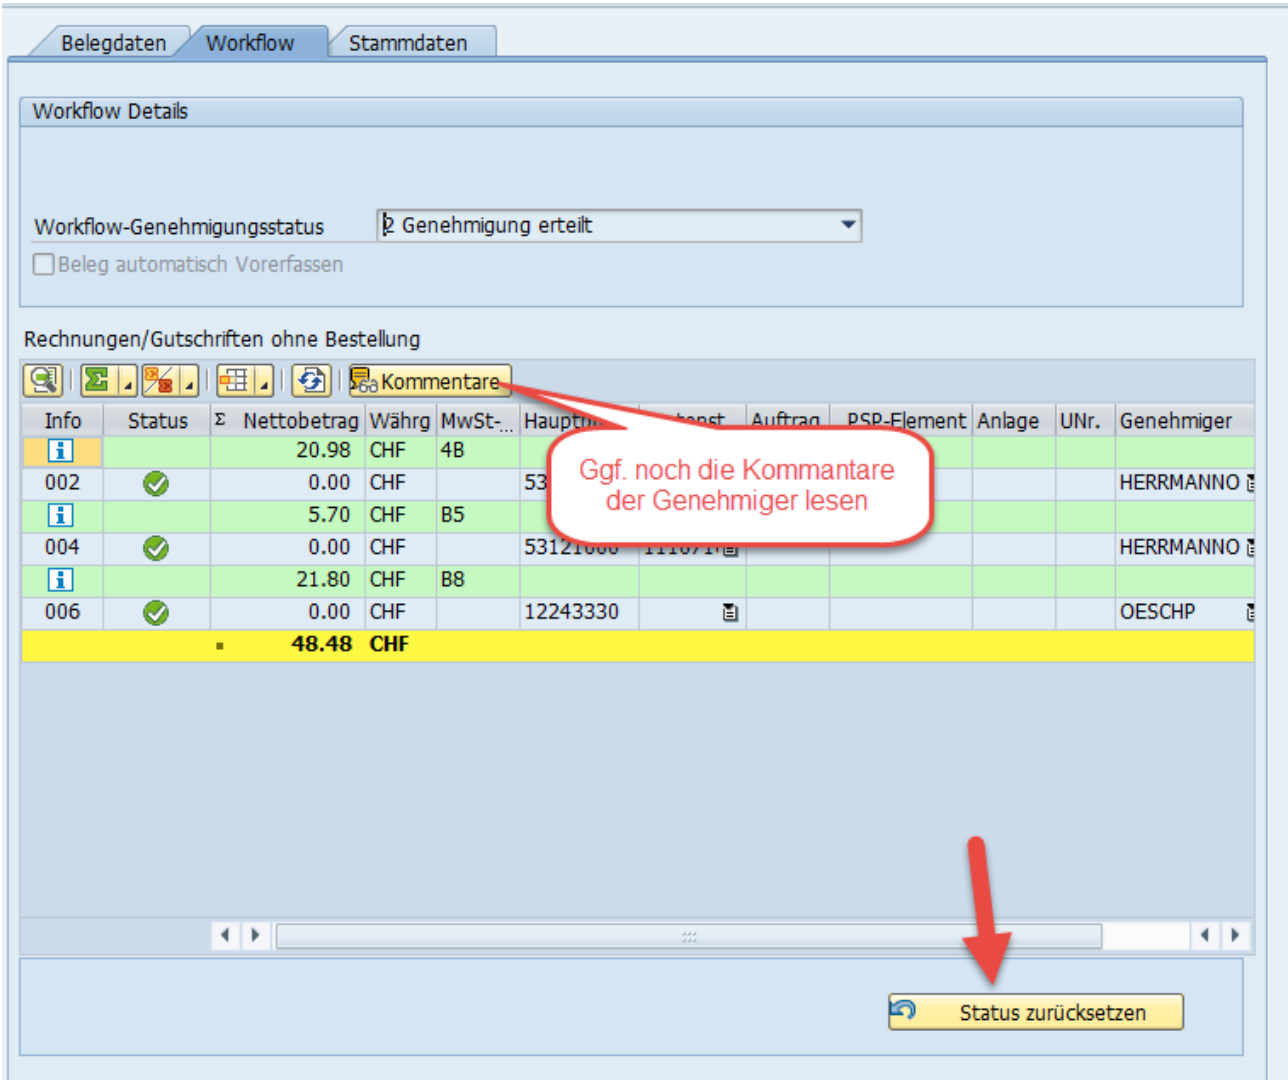 Belegdaten Workflow Stammdaten
Workflow Details
Workflow-Genehmigungsstatus 2 Genehmigung erteilt
Beleg automatisch Vorerfassen
Rechnungen/Gutschriften ohne Bestellung
Kommentare
Info Status Σ Nettobetrag Währg MwSt-... Auftrag PSP-Element Anlage UNr. Genehmiger
20.98 CHF 4B
002 0.00 CHF 53 HERRMANNO
5.70 CHF B5
004 0.00 CHF HERRMANNO
21.80 CHF B8
006 0.00 CHF 12243330 OESCHP
48.48 CHF
Ggf. noch die Kommantare
der Genehmiger lesen
Status zurücksetzen